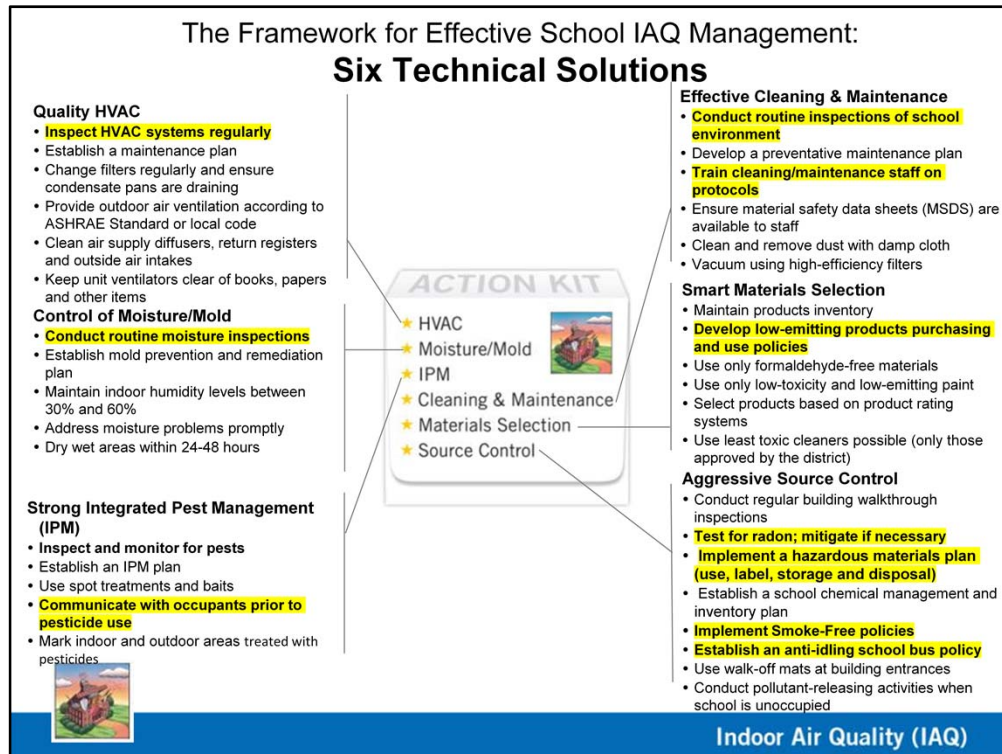 The Framework for Effective School IAQ Management:
Six Technical Solutions
Quality HVAC
• Inspect HVAC systems regularly
• Establish a maintenance plan
• Change filters regularly and ensure
condensate pans are draining
• Provide outdoor air ventilation according to
ASHRAE Standard or local code
• Clean air supply diffusers, return registers
and outside air intakes
• Keep unit ventilators clear of books, papers
and other items
Control of Moisture/Mold
• Conduct routine moisture inspections
• Establish mold prevention and remediation
plan
• Maintain indoor humidity levels between
30% and 60%
• Address moisture problems promptly
• Dry wet areas within 24-48 hours
Strong Integrated Pest Management
(IPM)
• Inspect and monitor for pests
• Establish an IPM plan
• Use spot treatments and baits
• Communicate with occupants prior to
pesticide use
• Mark indoor and outdoor areas treated with
pesticides
ACTION KIT
HVAC
Moisture/Mold
IPM
Cleaning & Maintenance
Materials Selection
Source Control
Effective Cleaning & Maintenance
• Conduct routine inspections of school
environment
• Develop a preventative maintenance plan
• Train cleaning/maintenance staff on
protocols
• Ensure material safety data sheets (MSDS) are
available to staff
• Clean and remove dust with damp cloth
• Vacuum using high-efficiency filters
Smart Materials Selection
• Maintain products inventory
• Develop low-emitting products purchasing
and use policies
• Use only formaldehyde-free materials
• Use only low-toxicity and low-emitting paint
• Select products based on product rating
systems
• Use least toxic cleaners possible (only those
approved by the district)
Aggressive Source Control
• Conduct regular building walkthrough
inspections
• Test for radon; mitigate if necessary
• Implement a hazardous materials plan
(use, label, storage and disposal)
• Establish a school chemical management and
inventory plan
• Implement Smoke-Free policies
• Establish an anti-idling school bus policy
• Use walk-off mats at building entrances
• Conduct pollutant-releasing activities when
school is unoccupied
Indoor Air Quality (IAQ)